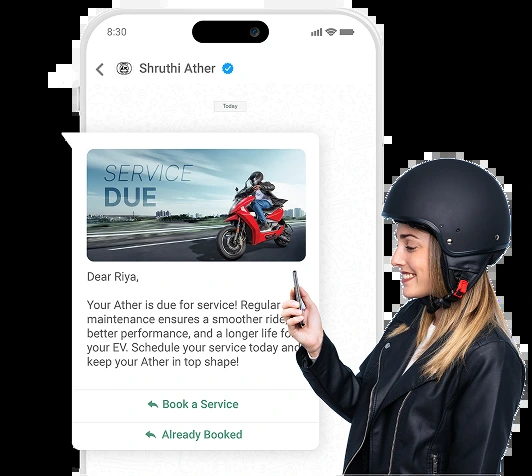 8:30
Shruthi Ather
Today
SERVICE
DUE
Dear Riya,
Your Ather is due for service! Regular
maintenance ensures a smoother ride
better performance, and a longer life fo
your EV. Schedule your service today and
keep your Ather in top shape!
Book a Service
Already Booked